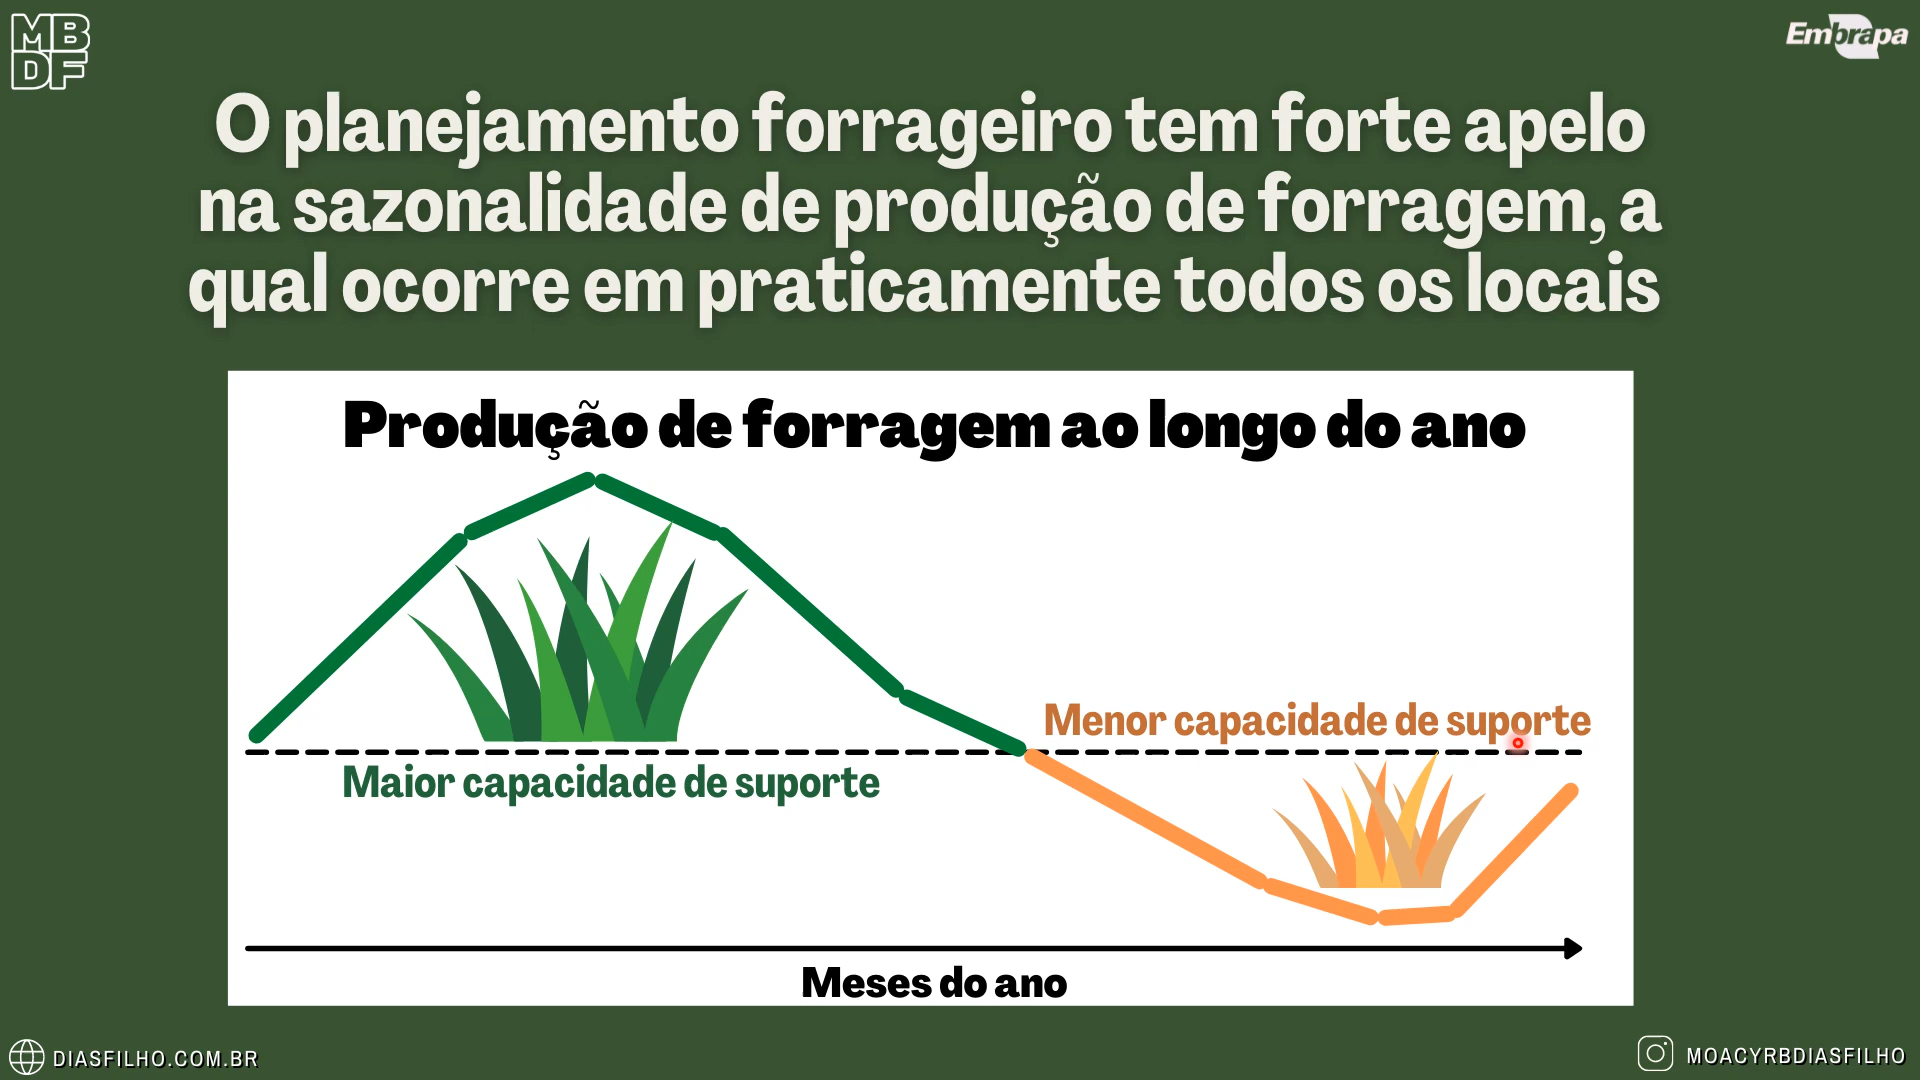 MB
DF
Embrapa
O planejamento forrageiro tem forte apelo
na sazonalidade de produção de forragem, a
qual ocorre em praticamente todos os locais
Produção de forragem ao longo do ano
Menor capacidade de suporte
Maior capacidade de suporte
Meses do ano
DIASFILHO.COM.BR
MOACYRBDIASFILHO